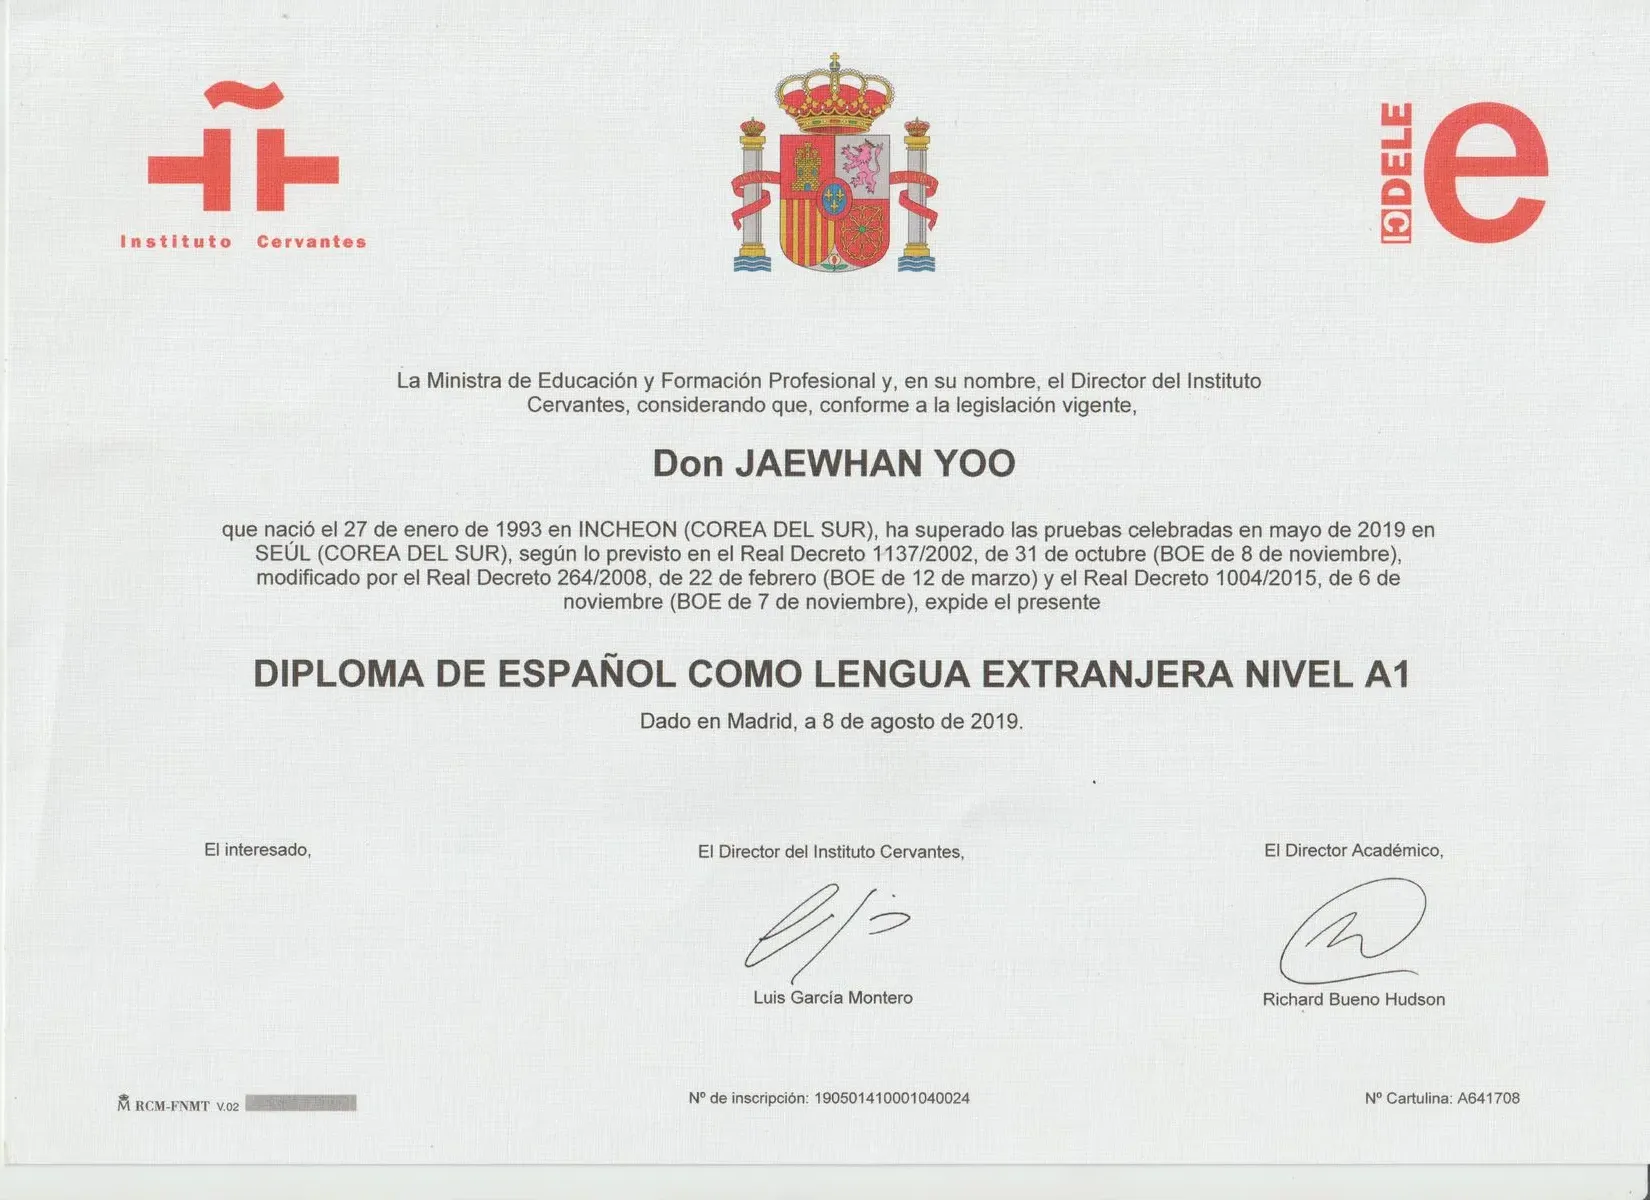 Instituto Cervantes
DELE
e
La Ministra de Educación y Formación Profesional y, en su nombre, el Director del Instituto
Cervantes, considerando que, conforme a la legislación vigente,
Don JAEWHAN YOO
que nació el 27 de enero de 1993 en INCHEON (COREA DEL SUR), ha superado las pruebas celebradas en mayo de 2019 en
SEÚL (COREA DEL SUR), según lo previsto en el Real Decreto 1137/2002, de 31 de octubre (BOE de 8 de noviembre),
modificado por el Real Decreto 264/2008, de 22 de febrero (BOE de 12 de marzo) y el Real Decreto 1004/2015, de 6 de
noviembre (BOE de 7 de noviembre), expide el presente
DIPLOMA DE ESPAÑOL COMO LENGUA EXTRANJERA NIVEL A1
Dado en Madrid, a 8 de agosto de 2019.
El interesado,
El Director del Instituto Cervantes,
El Director Académico,
Luis García Montero
Richard Bueno Hudson
RCM-FNMT V.02
Nº de inscripción: 190501410001040024
Nº Cartulina: A641708